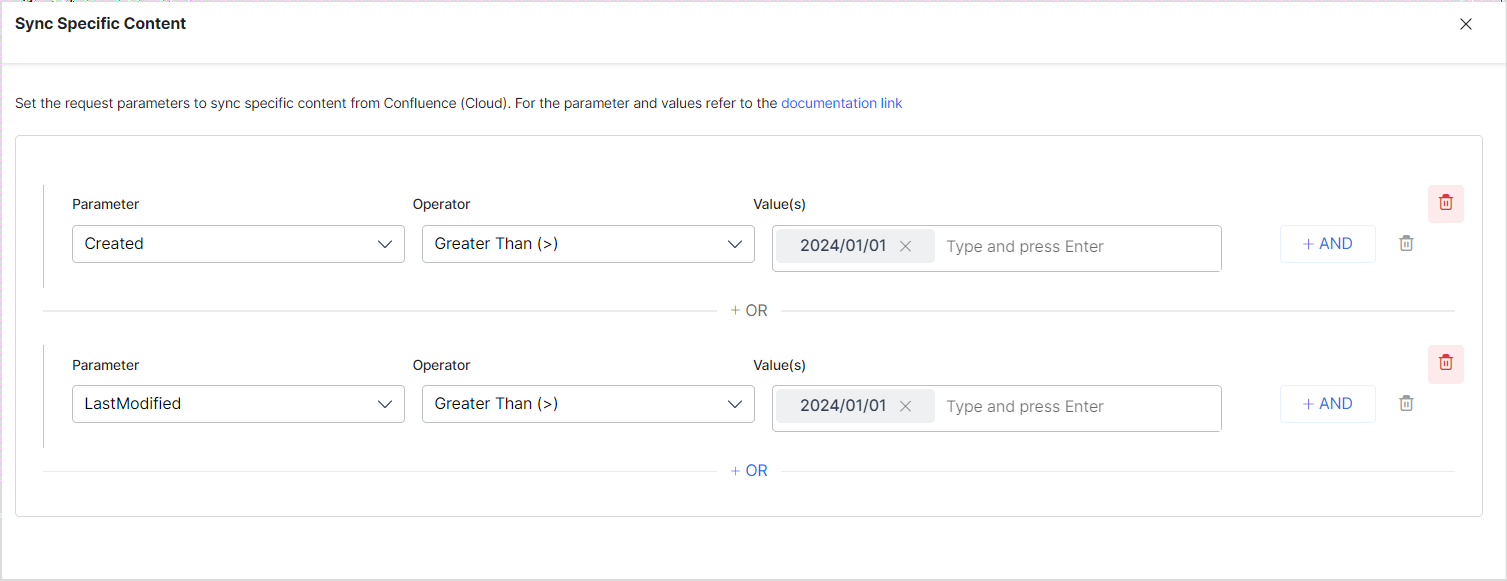 Sync Specific Content
Set the request parameters to sync specific content from Confluence (Cloud). For the parameter and values refer to the documentation link
Parameter Operator Value(s)
Created Greater Than (>) 2024/01/01 Type and press Enter + AND
+ OR
Parameter Operator Value(s)
LastModified Greater Than (>) 2024/01/01 Type and press Enter + AND
+ OR